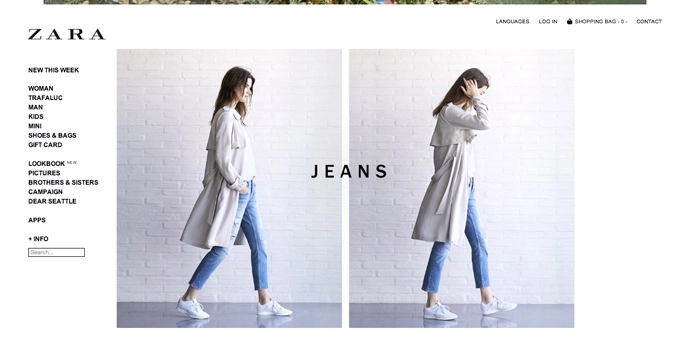 LANGUAGES
LOG IN
SHOPPING BAG - 0 -
CONTACT
ZARA
NEW THIS WEEK
WOMAN
TRAFALUC
MAN
KIDS
MINI
SHOES & BAGS
GIFT CARD
LOOKBOOK NEW
PICTURES
BROTHERS & SISTERS
CAMPAIGN
DEAR SEATTLE
APPS
+ INFO
Search...
JEANS